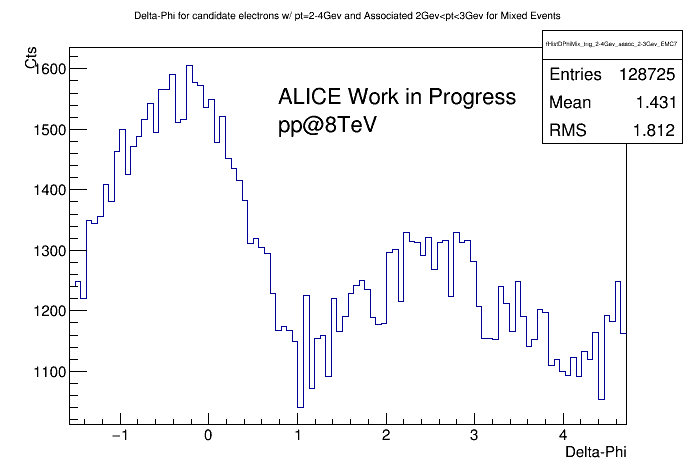 Delta-Phi for candidate electrons w/ pt=2-4Gev and Associated 2Gev<pt<3Gev for Mixed Events
Cts
fHistDPhiMix_trig_2-4Gev_assoc_2-3Gev_EMC7
Entries 128725
Mean 1.431
RMS 1.812
ALICE Work in Progress
pp@8TeV
1600
1500
1400
1300
1200
1100
−1 0 1 2 3 4
Delta-Phi